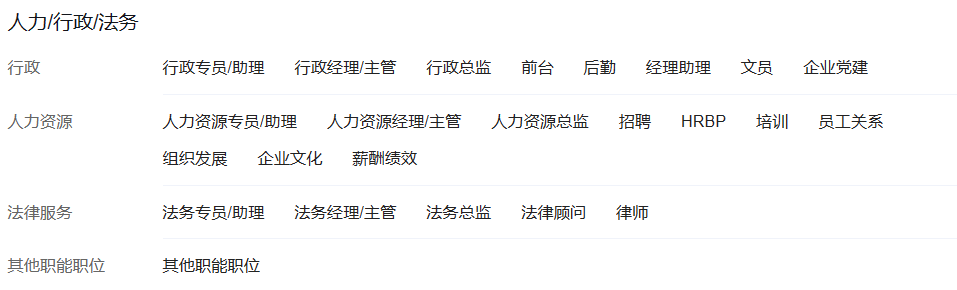 人力/行政/法务
行政 行政专员/助理 行政经理/主管 行政总监 前台 后勤 经理助理 文员 企业党建
人力资源 人力资源专员/助理 人力资源经理/主管 人力资源总监 招聘 HRBP 培训 员工关系
组织发展 企业文化 薪酬绩效
法律服务 法务专员/助理 法务经理/主管 法务总监 法律顾问 律师
其他职能职位 其他职能职位